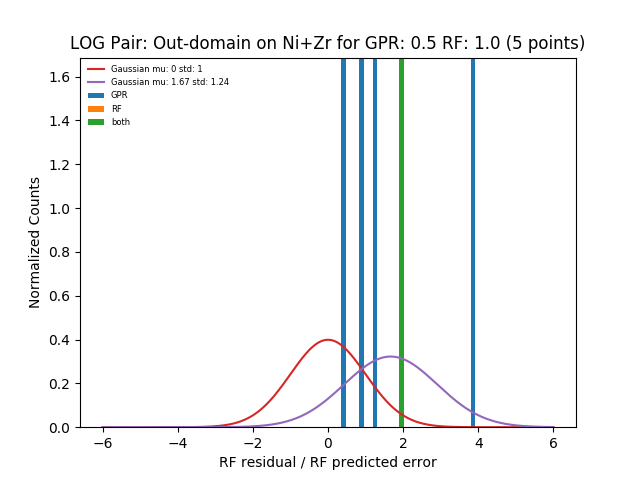 LOG Pair: Out-domain on Ni+Zr for GPR: 0.5 RF: 1.0 (5 points)
Gaussian mu: 0 std: 1
Gaussian mu: 1.67 std: 1.24
GPR
RF
both
Normalized Counts
1.6
1.4
1.2
1.0
0.8
0.6
0.4
0.2
0.0
−6 −4 −2 0 2 4 6
RF residual / RF predicted error